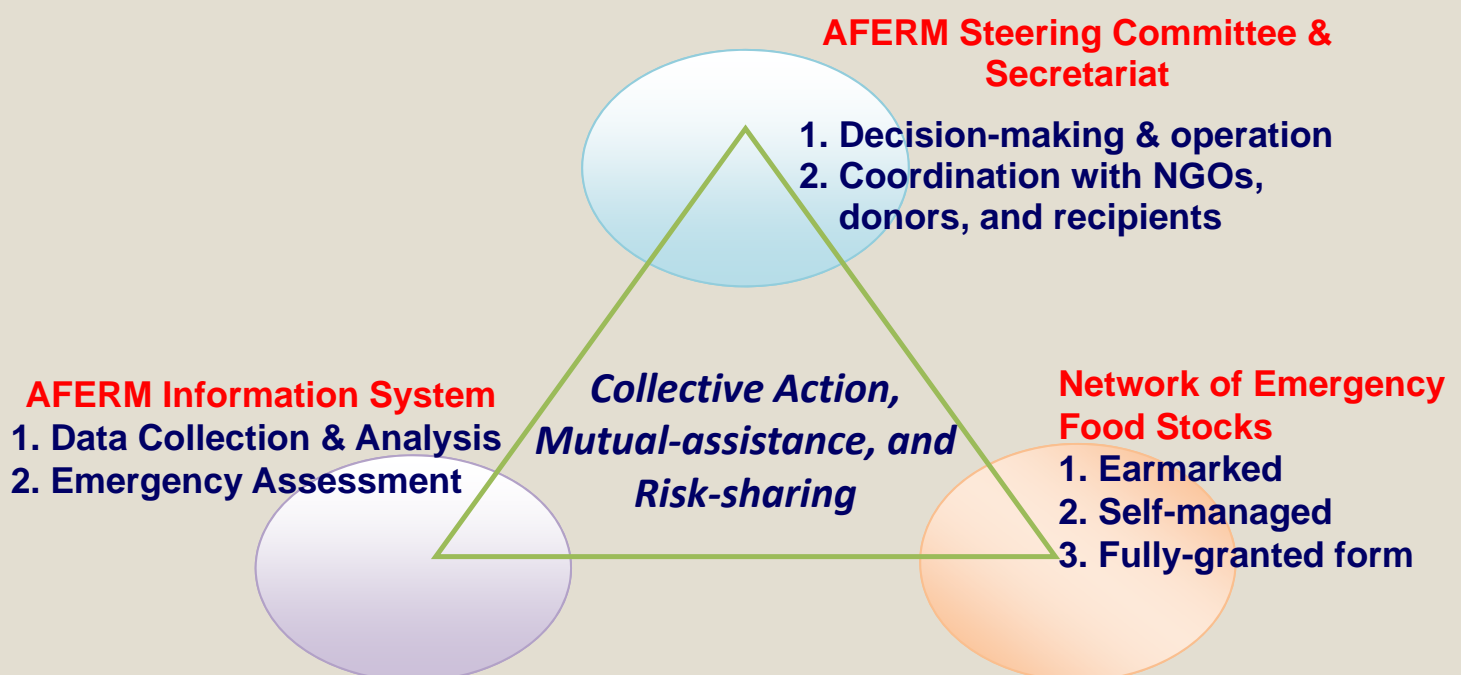 AFERM Steering Committee &
Secretariat
1. Decision-making & operation
2. Coordination with NGOs,
donors, and recipients
AFERM Information System
1. Data Collection & Analysis
2. Emergency Assessment
Collective Action,
Mutual-assistance, and
Risk-sharing
Network of Emergency
Food Stocks
1. Earmarked
2. Self-managed
3. Fully-granted form